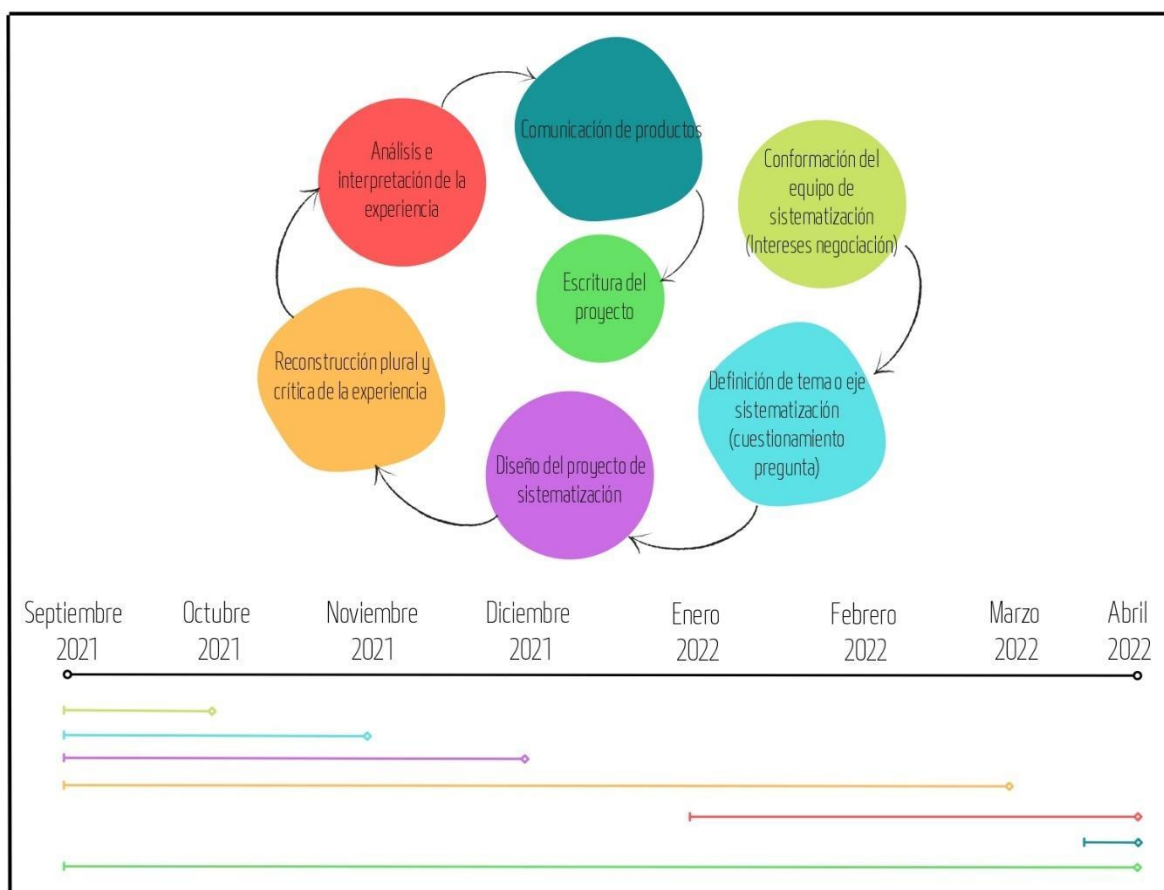 Comunicación de productos
Análisis e
interpretación de la
experiencia
Conformación del
equipo de
sistematización
(Intereses negociación)
Escritura del
proyecto
Reconstrucción plural y
crítica de la experiencia
Definición de tema o eje
sistematización
(cuestionamiento
pregunta)
Diseño del proyecto de
sistematización
Septiembre
2021
Octubre
2021
Noviembre
2021
Diciembre
2021
Enero
2022
Febrero
2022
Marzo
2022
Abril
2022